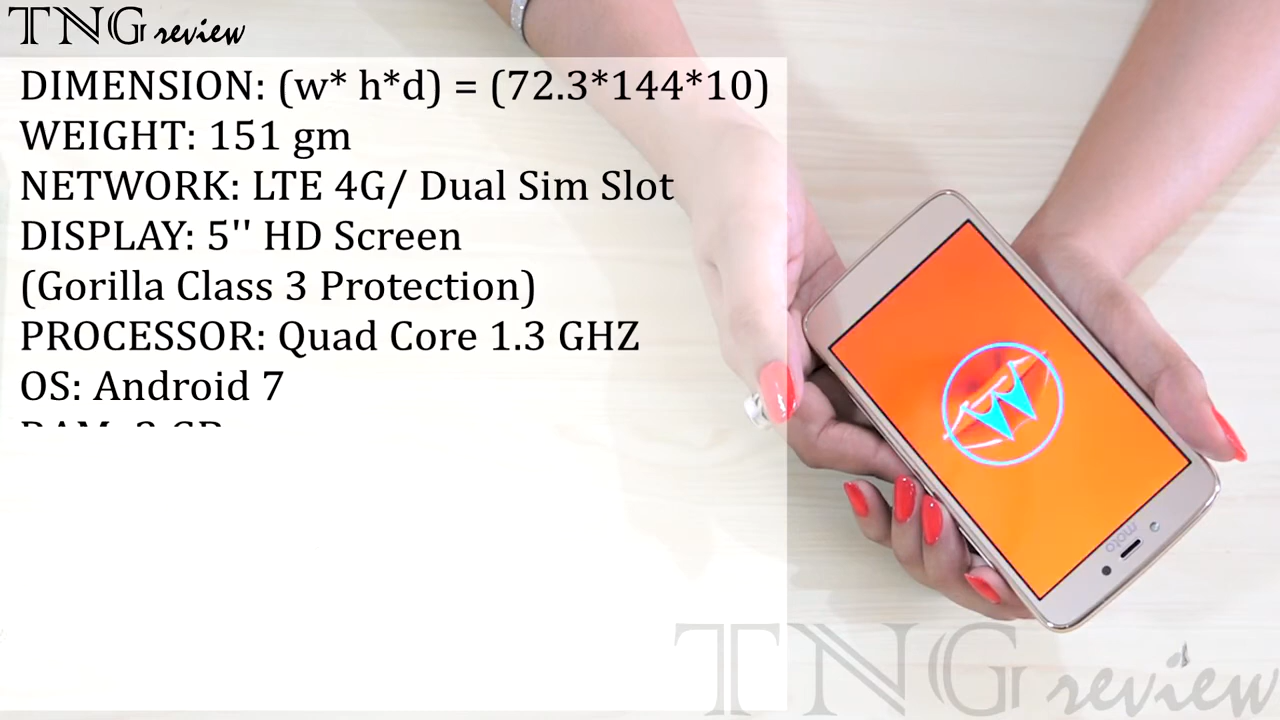 TNG review
DIMENSION: (w* h*d) = (72.3*144*10)
WEIGHT: 151 gm
NETWORK: LTE 4G/ Dual Sim Slot
DISPLAY: 5'' HD Screen
(Gorilla Class 3 Protection)
PROCESSOR: Quad Core 1.3 GHZ
OS: Android 7
moto
TNG review